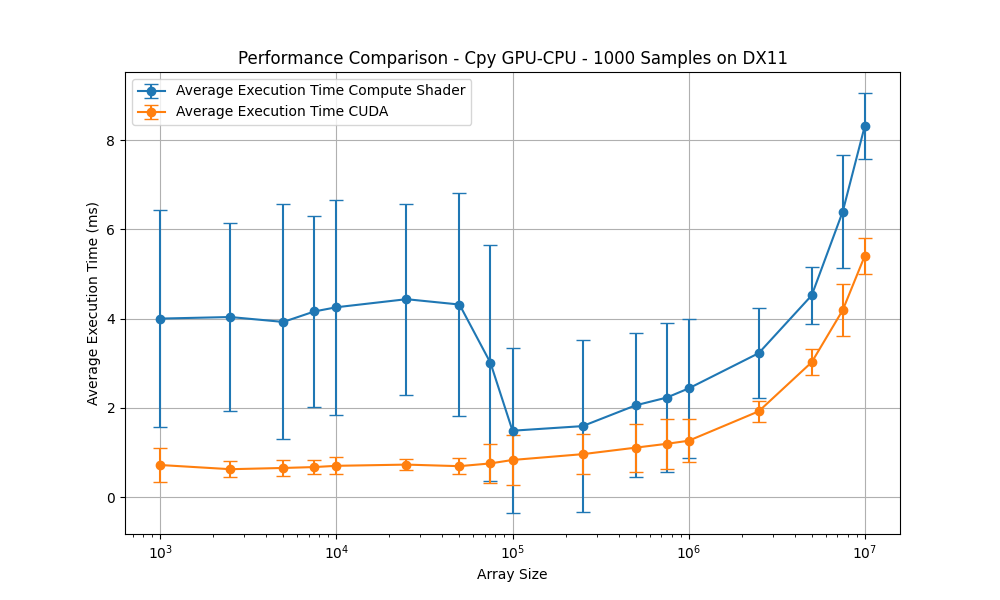 Performance Comparison - Cpy GPU-CPU - 1000 Samples on DX11
Average Execution Time Compute Shader
Average Execution Time CUDA
Average Execution Time (ms)
8
6
4
2
0
10³ 10⁴ 10⁵ 10⁶ 10⁷
Array Size